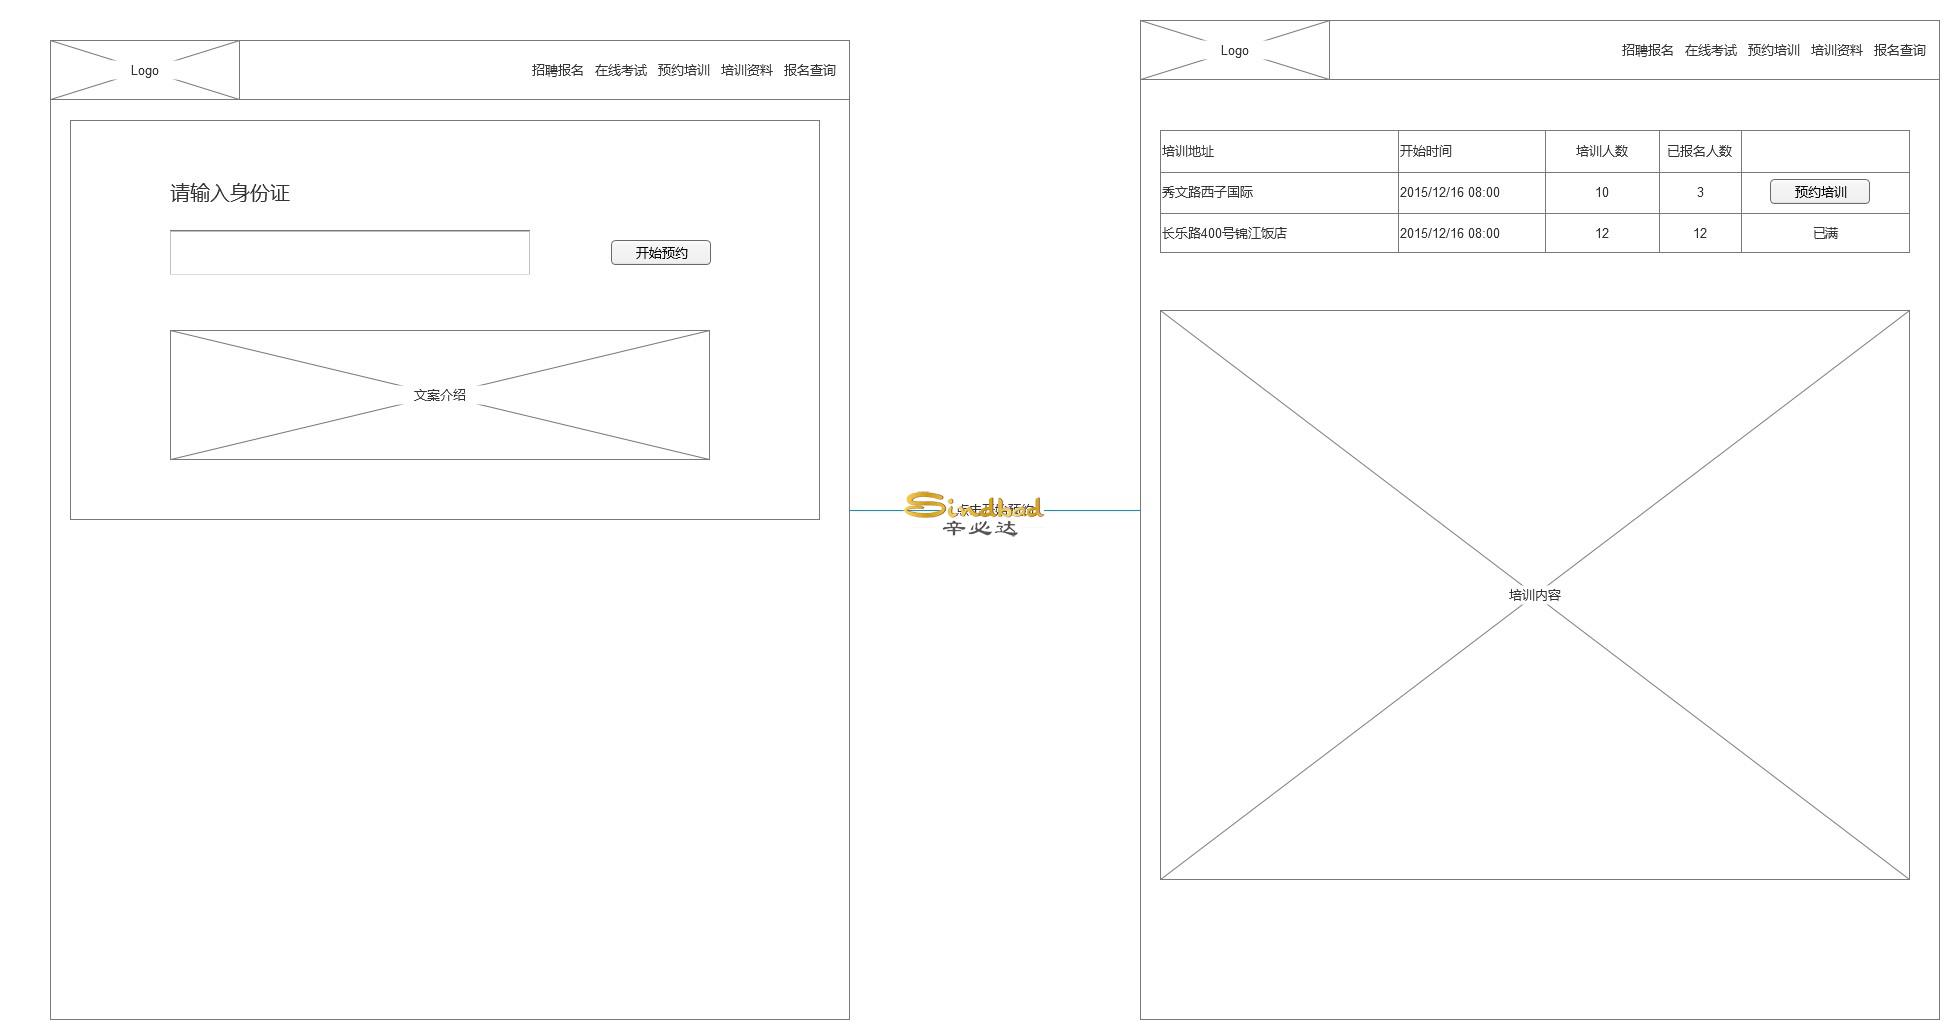 Logo
招聘报名 在线考试 预约培训 培训资料 报名查询
请输入身份证
开始预约
文案介绍
Sindbad
辛必达
Logo
招聘报名 在线考试 预约培训 培训资料 报名查询
培训地址 开始时间 培训人数 已报名人数
秀文路西子国际 2015/12/16 08:00 10 3 预约培训
长乐路400号锦江饭店 2015/12/16 08:00 12 12 已满
培训内容